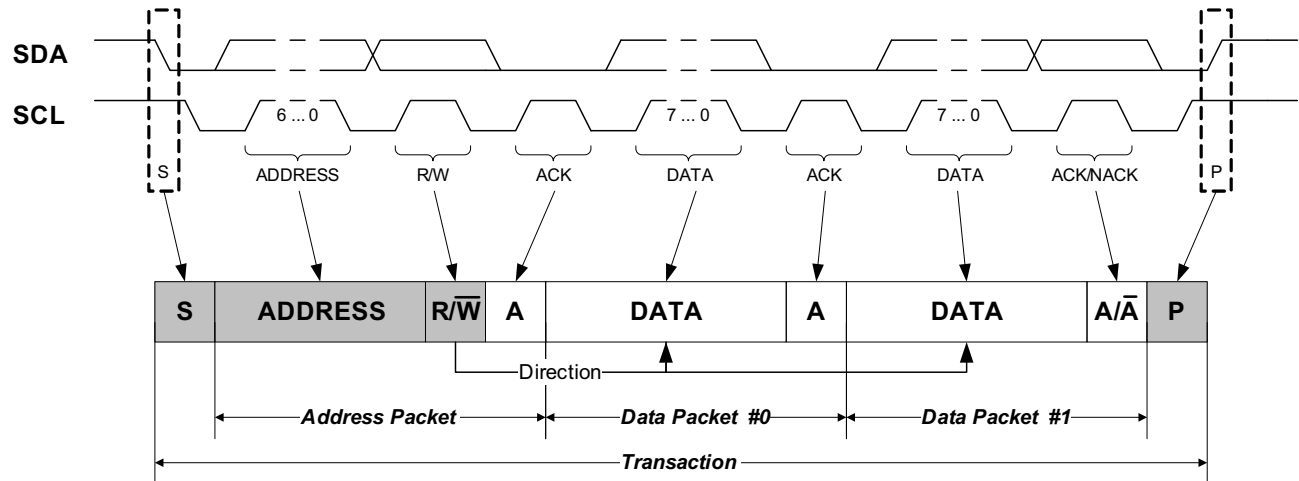 SDA
SCL
6 ... 0
7 ... 0
7 ... 0
S
ADDRESS
R/W
ACK
DATA
ACK
DATA
ACK/NACK
P
S
ADDRESS
R/W̅
A
DATA
A
DATA
A/A̅
P
Direction
Address Packet
Data Packet #0
Data Packet #1
Transaction